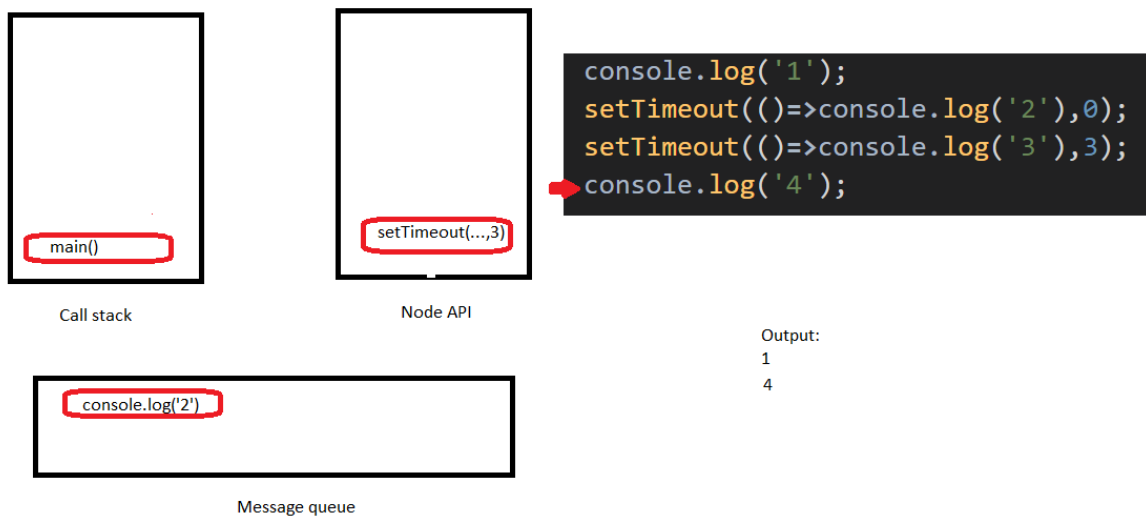 main()
Call stack
setTimeout(...,3)
Node API
console.log('1');
setTimeout(()=>console.log('2'),0);
setTimeout(()=>console.log('3'),3);
console.log('4');
Output:
1
4
console.log('2')
Message queue